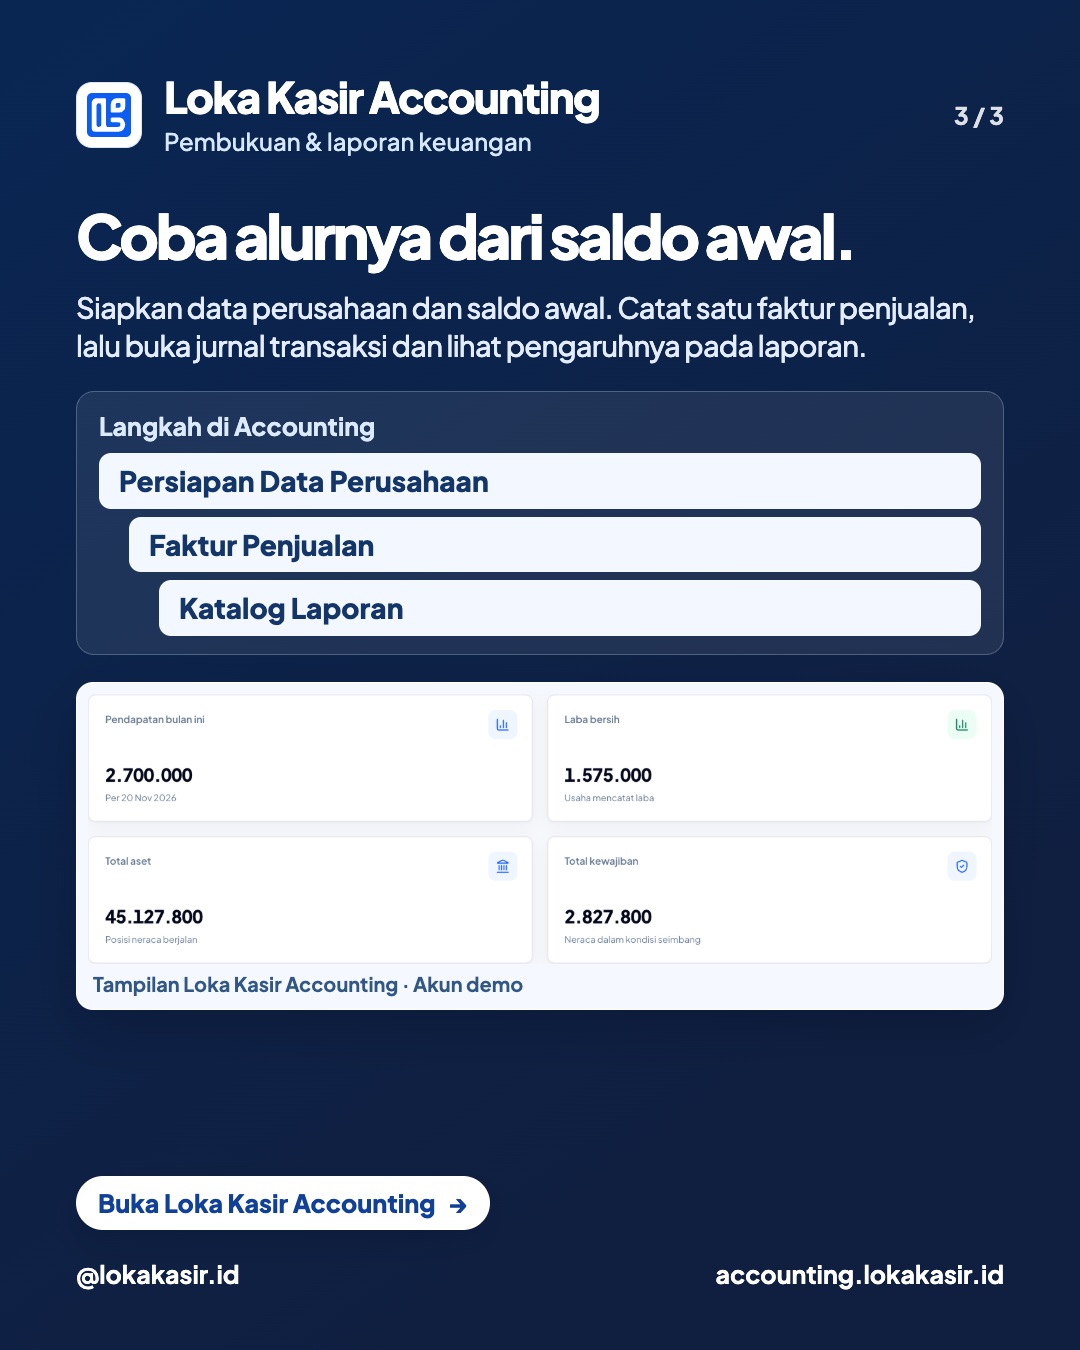 Loka Kasir Accounting
Pembukuan & laporan keuangan
3 / 3
Coba alurnya dari saldo awal.
Siapkan data perusahaan dan saldo awal. Catat satu faktur penjualan,
lalu buka jurnal transaksi dan lihat pengaruhnya pada laporan.
Langkah di Accounting
Persiapan Data Perusahaan
Faktur Penjualan
Katalog Laporan
Pendapatan bulan ini
2.700.000
Per 20 Nov 2026
Laba bersih
1.575.000
Usaha mencatat laba
Total aset
45.127.800
Posisi neraca berjalan
Total kewajiban
2.827.800
Neraca dalam kondisi seimbang
Tampilan Loka Kasir Accounting · Akun demo
Buka Loka Kasir Accounting →
@lokakasir.id
accounting.lokakasir.id